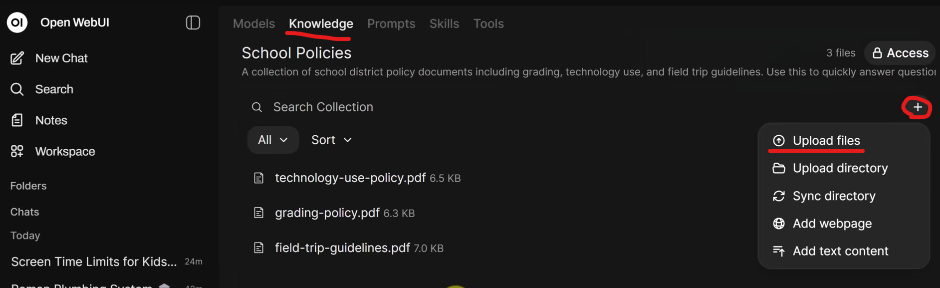 OI Open WebUI
New Chat
Search
Notes
Workspace
Folders
Chats
Today
Screen Time Limits for Kids... 24m
Models Knowledge Prompts Skills Tools
School Policies
3 files Access
A collection of school district policy documents including grading, technology use, and field trip guidelines. Use this to quickly answer
Search Collection +
All Sort
technology-use-policy.pdf 6.5 KB
grading-policy.pdf 6.3 KB
field-trip-guidelines.pdf 7.0 KB
Upload files
Upload directory
Sync directory
Add webpage
Add text content